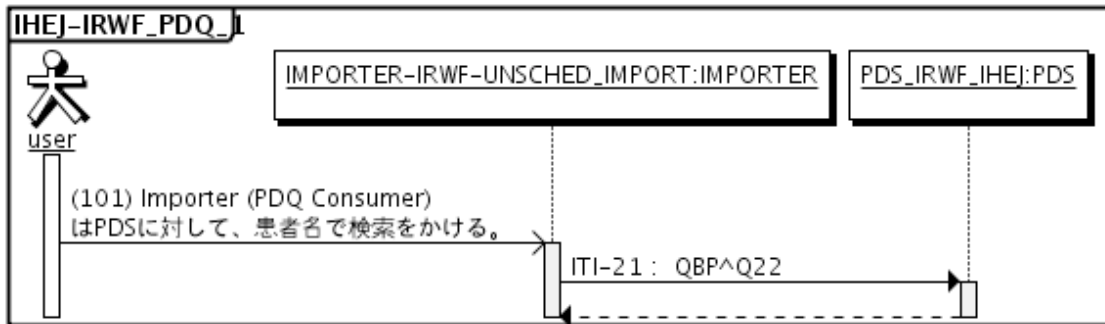 IHEJ-IRWF_PDQ_1
IMPORTER-IRWF-UNSCHED_IMPORT:IMPORTER
PDS_IRWF_IHEJ:PDS
user
(101) Importer (PDQ Consumer)
はPDSに対して、患者名で検索をかける。
ITI-21： QBP^Q22